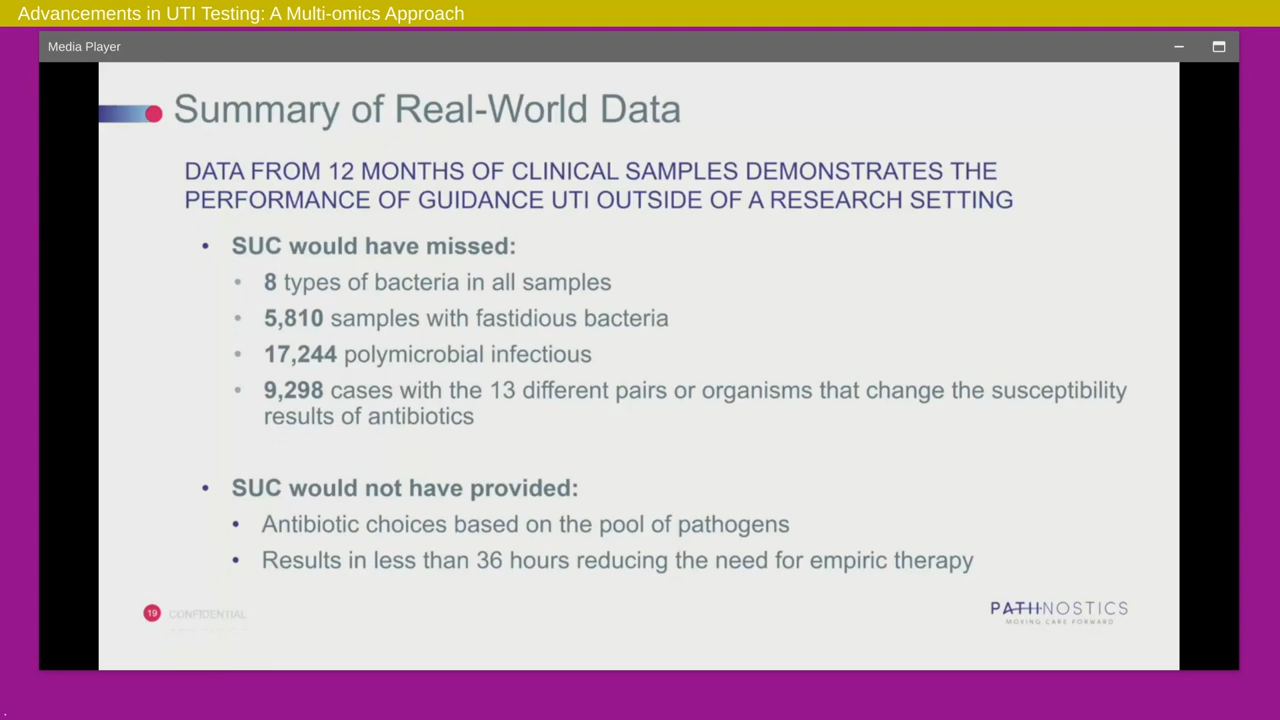 Advancements in UTI Testing: A Multi-omics Approach
Media Player
Summary of Real-World Data
DATA FROM 12 MONTHS OF CLINICAL SAMPLES DEMONSTRATES THE
PERFORMANCE OF GUIDANCE UTI OUTSIDE OF A RESEARCH SETTING
• SUC would have missed:
• 8 types of bacteria in all samples
• 5,810 samples with fastidious bacteria
• 17,244 polymicrobial infectious
• 9,298 cases with the 13 different pairs or organisms that change the susceptibility
results of antibiotics
• SUC would not have provided:
• Antibiotic choices based on the pool of pathogens
• Results in less than 36 hours reducing the need for empiric therapy
19 CONFIDENTIAL
PATHNOSTICS
MOVING CARE FORWARD